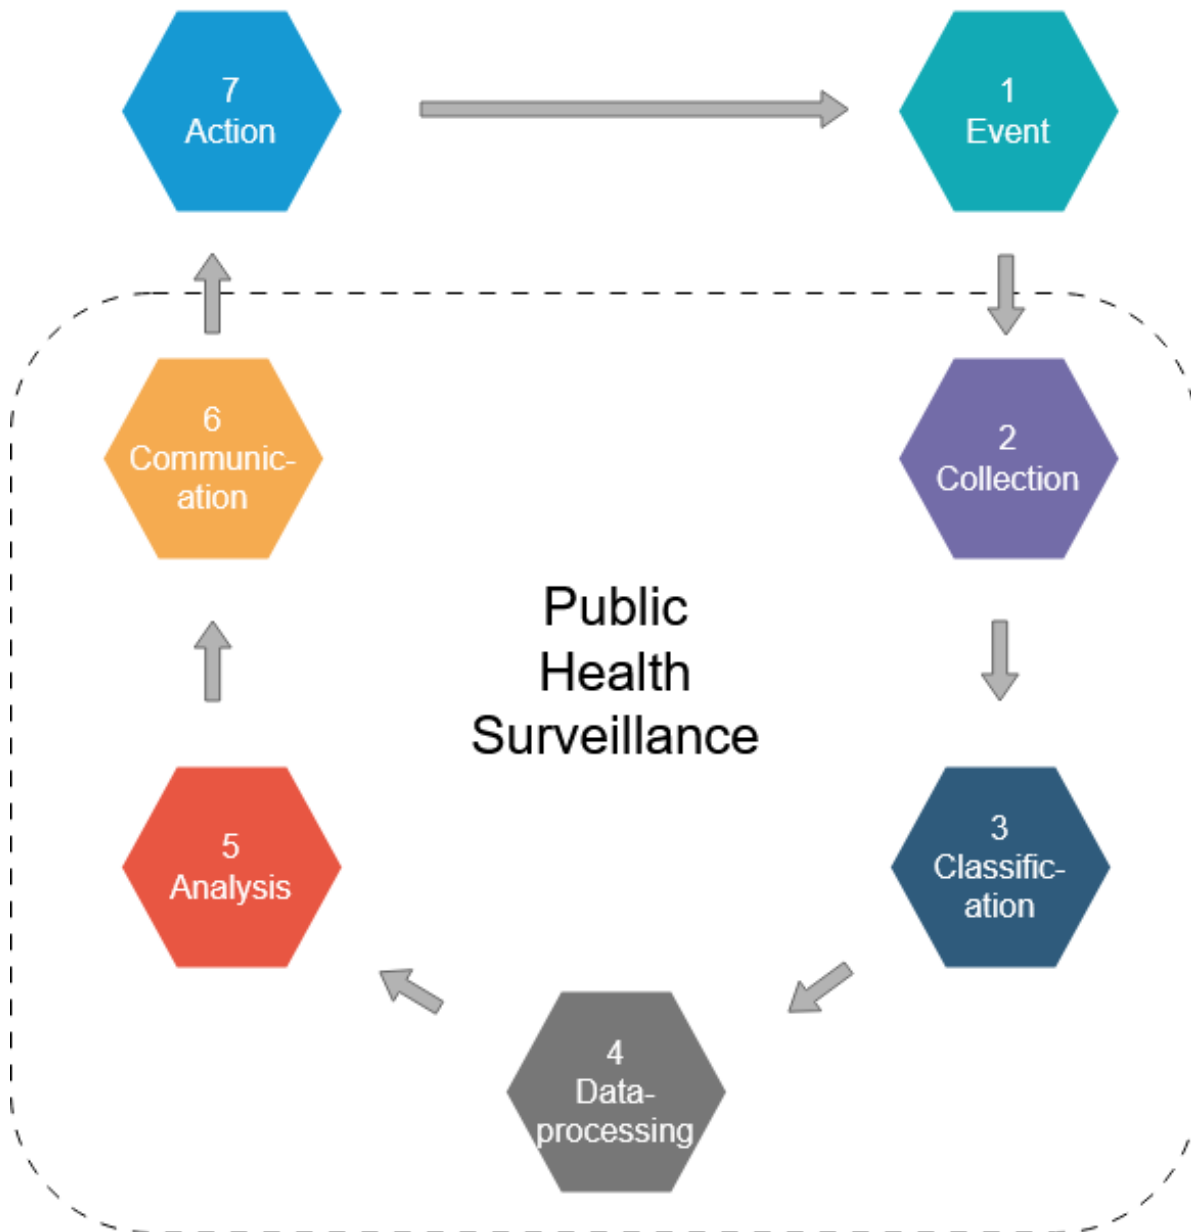 7
Action
1
Event
6
Communic-
ation
2
Collection
Public
Health
Surveillance
5
Analysis
3
Classific-
ation
4
Data-
processing